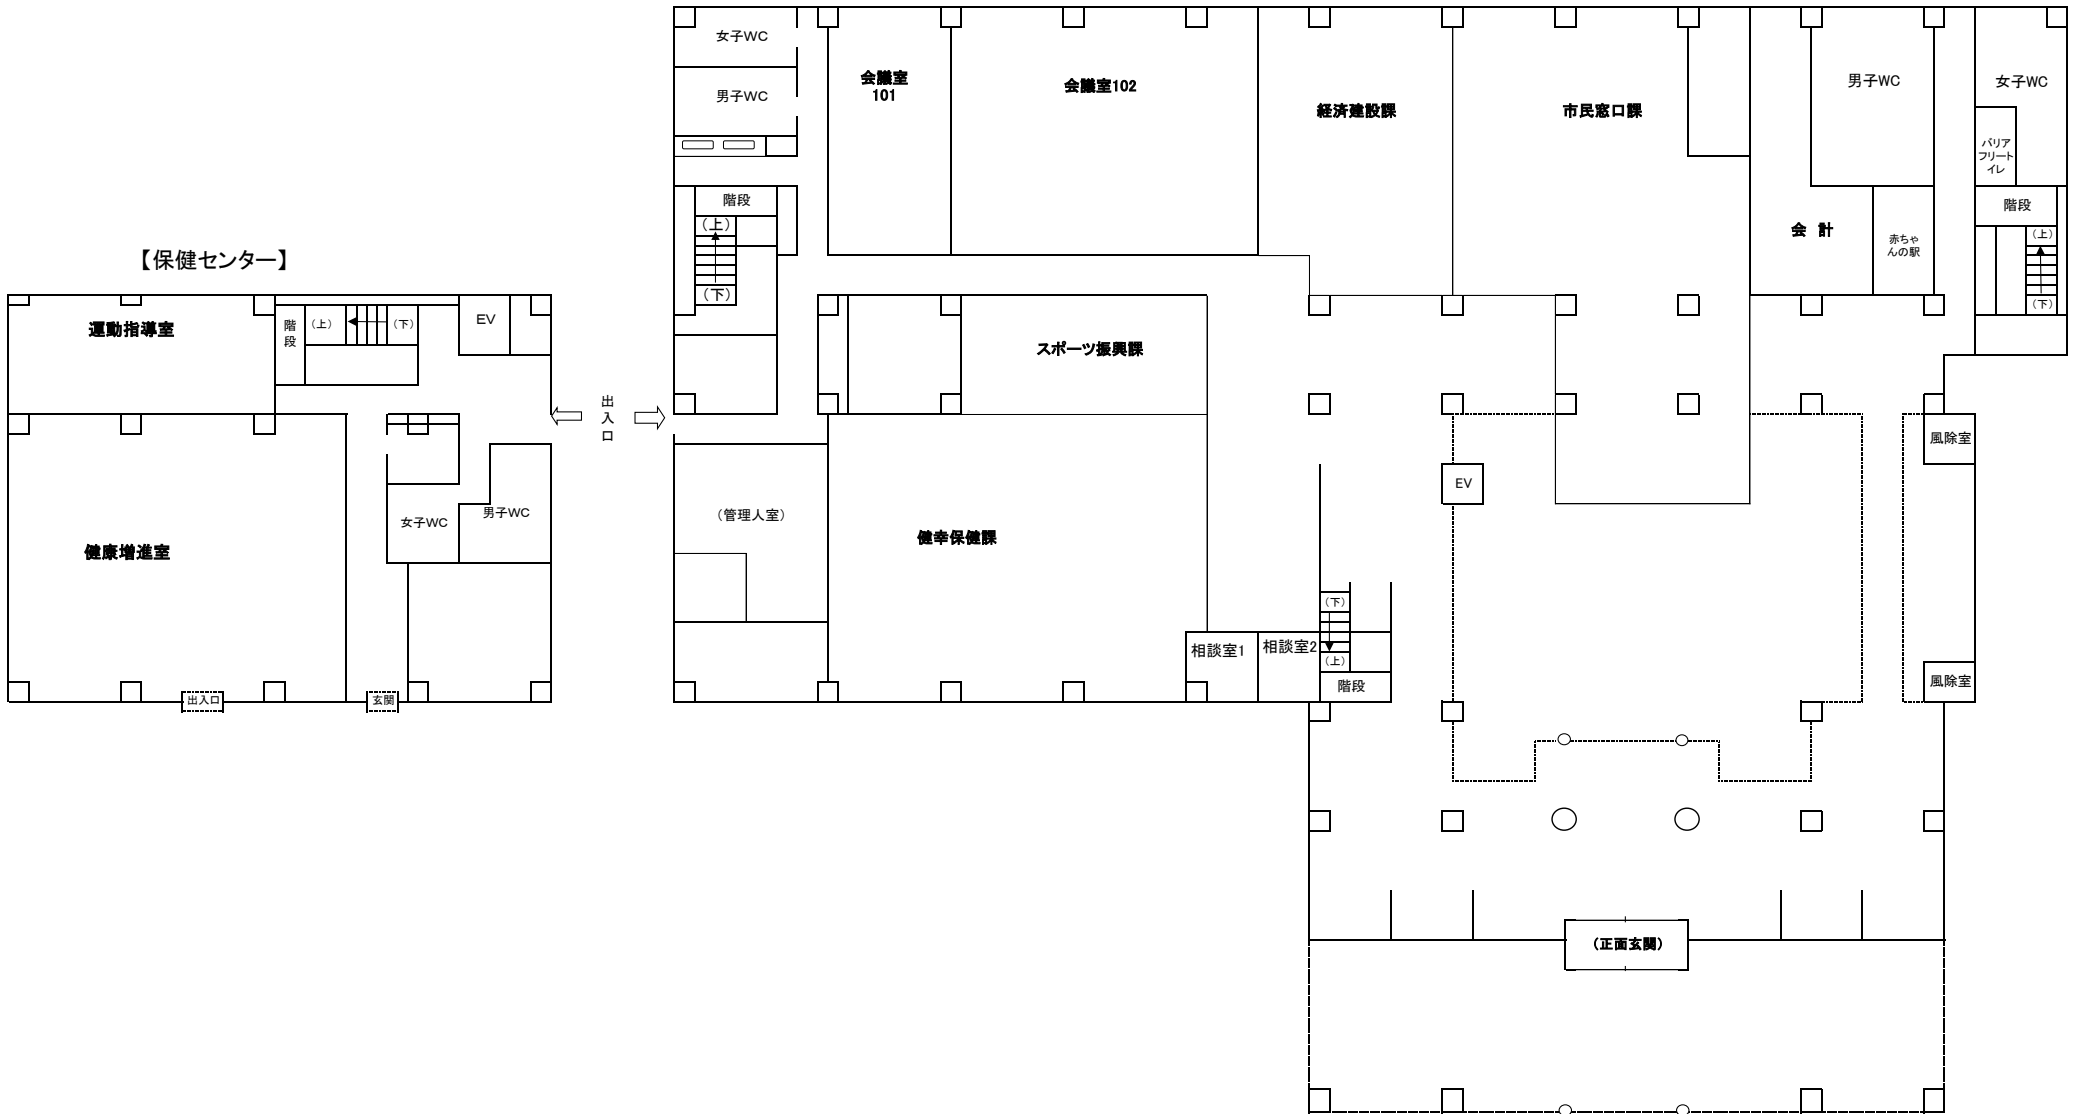 【保健センター】
運動指導室
階
段
（上）
（下）
EV
健康増進室
女子WC
男子WC
出入口
玄関
出
入
口
女子WC
男子WC
階段
（上）
（下）
会議室
101
会議室102
経済建設課
市民窓口課
男子WC
女子WC
バリア
フリート
イレ
会 計
赤ちゃ
んの駅
階段
（上）
（下）
スポーツ振興課
（管理人室）
健幸保健課
相談室1
相談室2
（下）
（上）
階段
EV
風除室
風除室
（正面玄関）